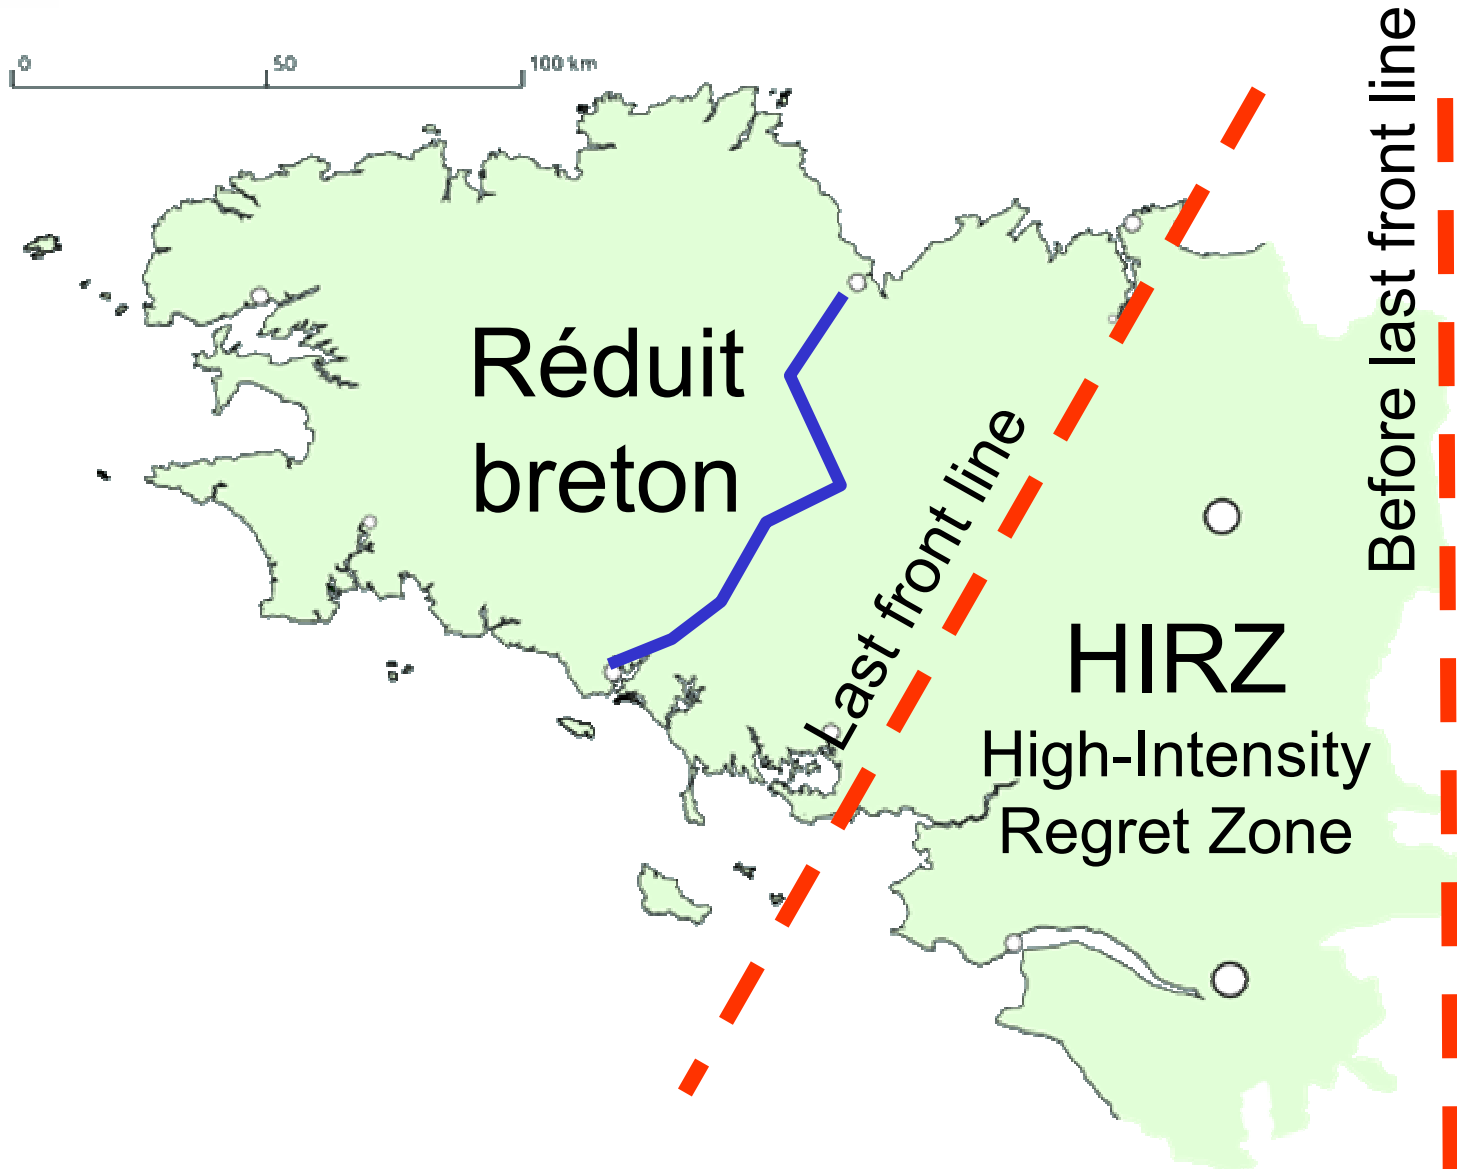 0 50 100 km
Before last front line
Réduit
breton
Last front line
HIRZ
High-Intensity
Regret Zone